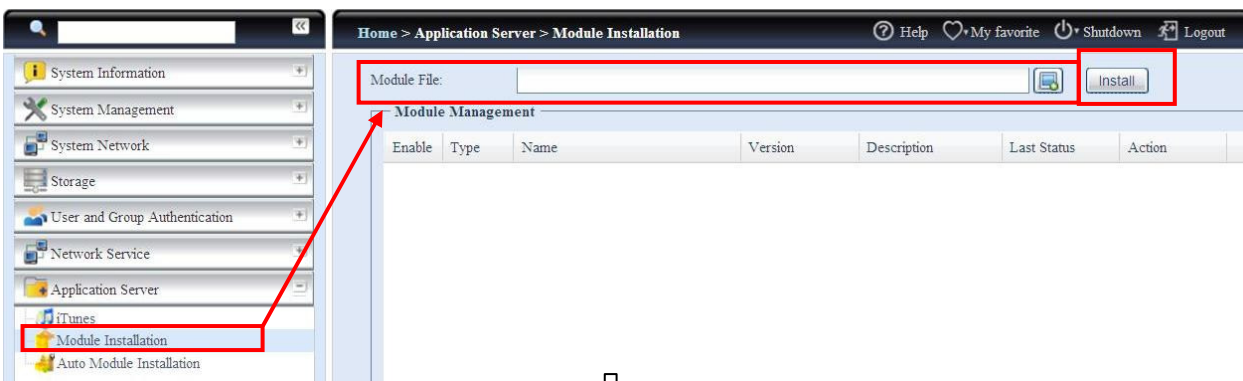 Home > Application Server > Module Installation
Help My favorite Shutdown Logout
System Information
System Management
System Network
Storage
User and Group Authentication
Network Service
Application Server
iTunes
Module Installation
Auto Module Installation
Module File:
Install
Module Management
Enable Type Name Version Description Last Status Action